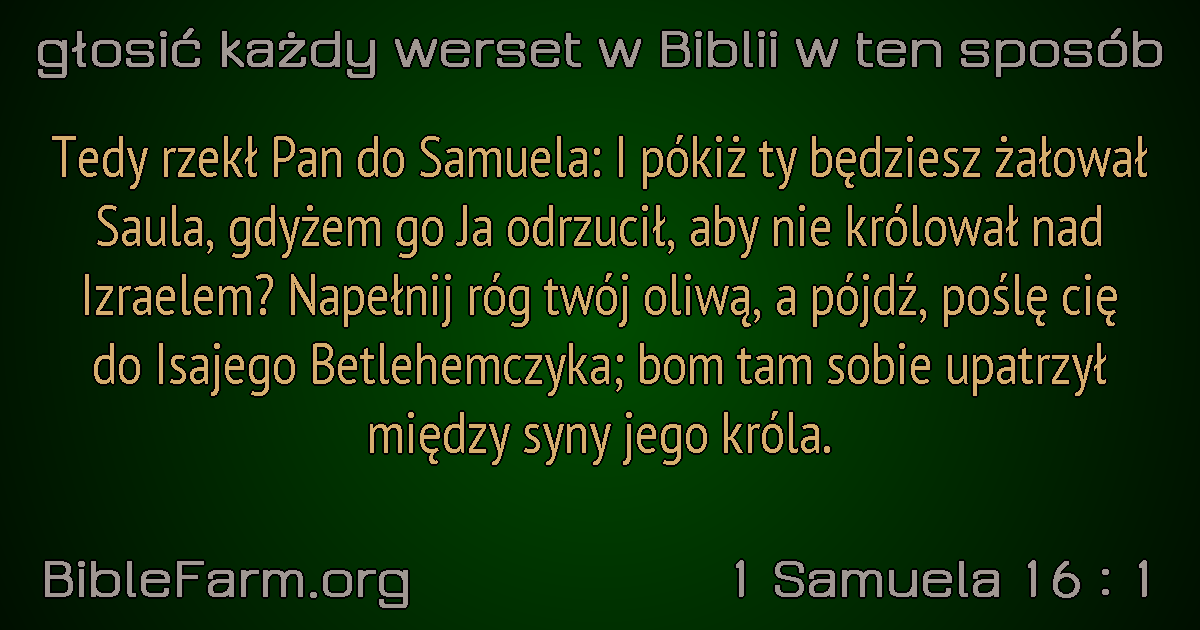 głosić każdy werset w Biblii w ten sposób
Tedy rzekł Pan do Samuela: I pókiż ty będziesz żałował
Saula, gdyżem go Ja odrzucił, aby nie królował nad
Izraelem? Napełnij róg twój oliwą, a pójdź, poślę cię
do Isajego Betlehemczyka; bom tam sobie upatrzył
między syny jego króla.
BibleFarm.org
1 Samuela 16 : 1